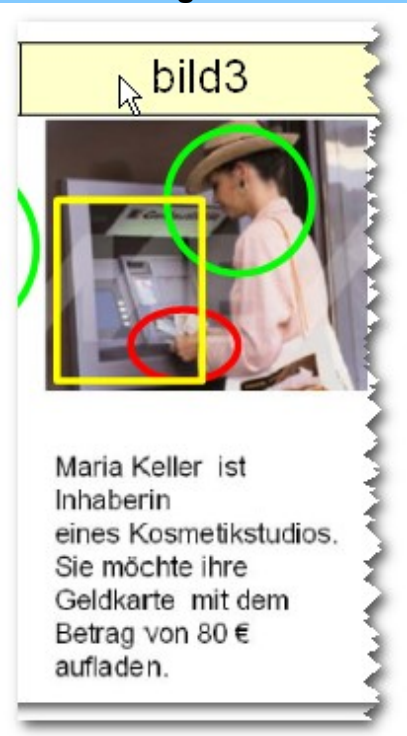 bild3
Maria Keller ist
Inhaberin
eines Kosmetikstudios.
Sie möchte ihre
Geldkarte mit dem
Betrag von 80 €
aufladen.